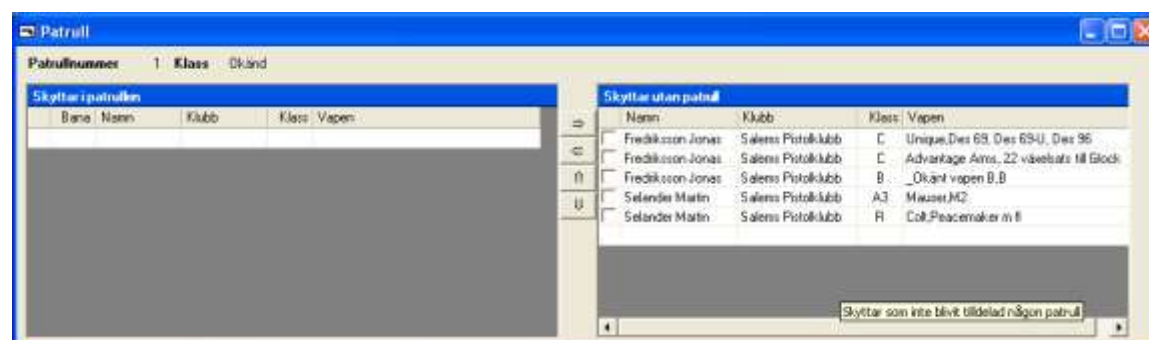 Patrull
Patrullnummer 1 Klass Okänd
Skyttar i patrullen
Bana Namn Klubb Klass Vapen
Skyttar utan patrull
Namn Klubb Klass Vapen
Fredriksson Jonas Salems Pistolklubb C Unique,Des 69, Des 69-U, Des 96
Fredriksson Jonas Salems Pistolklubb C Advantage Arms, 22 växelsats till Glock
Fredriksson Jonas Salems Pistolklubb B _Okänt vapen B,B
Selander Martin Salems Pistolklubb A3 Mauser,M2
Selander Martin Salems Pistolklubb R Colt,Peacemaker m fl
Skyttar som inte blivit tilldelad någon patrull